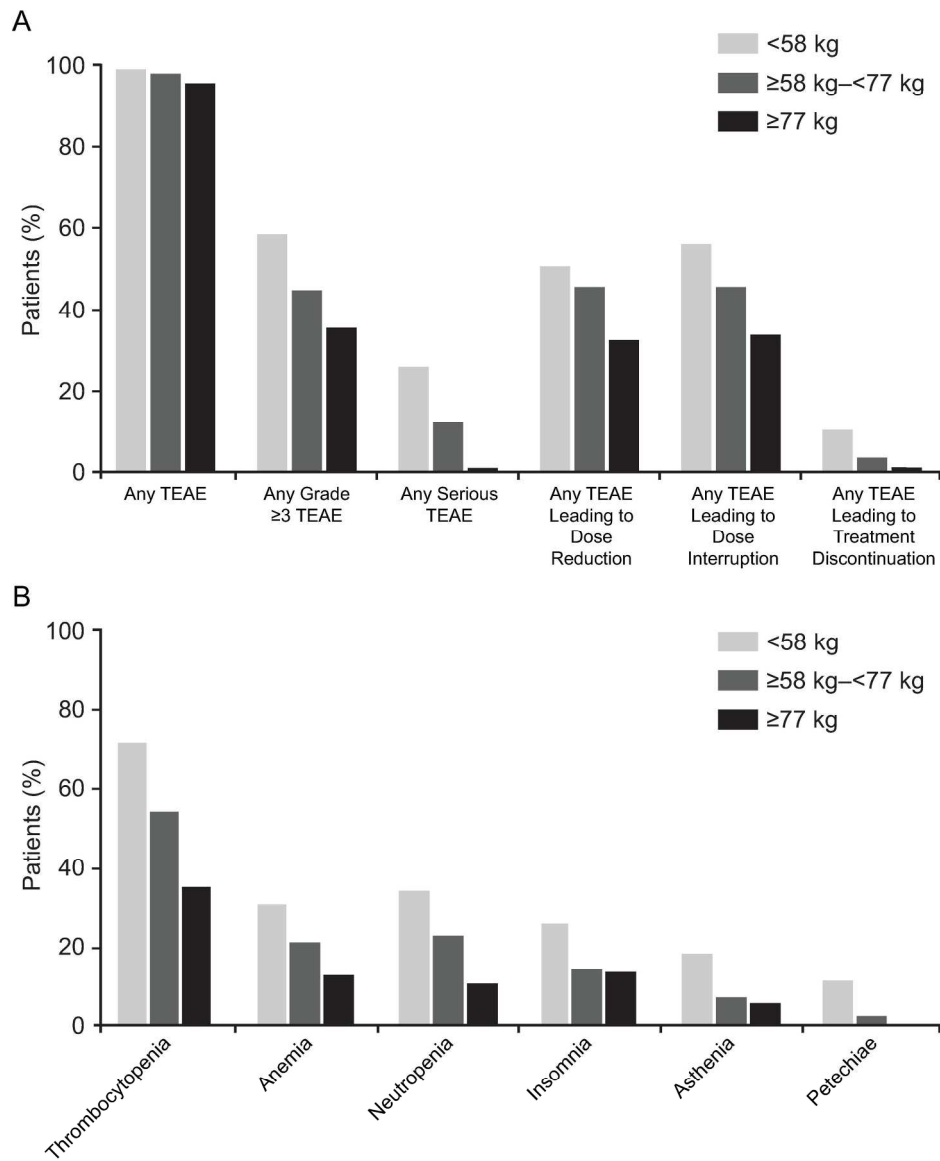 A
<58 kg
≥58 kg–<77 kg
≥77 kg
Patients (%)
100
80
60
40
20
0
Any TEAE
Any Grade
≥3 TEAE
Any Serious
TEAE
Any TEAE
Leading to
Dose
Reduction
Any TEAE
Leading to
Dose
Interruption
Any TEAE
Leading to
Treatment
Discontinuation
B
<58 kg
≥58 kg–<77 kg
≥77 kg
Patients (%)
100
80
60
40
20
0
Thrombocytopenia
Anemia
Neutropenia
Insomnia
Asthenia
Petechiae